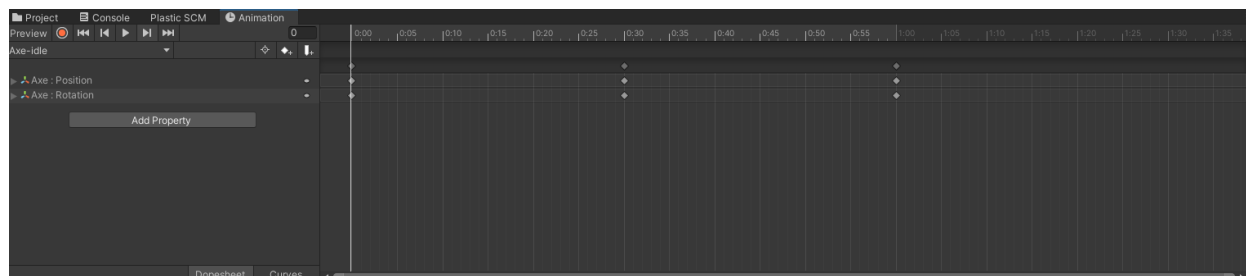 Project Console Plastic SCM Animation
Preview 0 0:00 0:05 0:10 0:15 0:20 0:25 0:30 0:35 0:40 0:45 0:50 0:55 1:00 1:05 1:10 1:15 1:20 1:25 1:30 1:35
Axe-idle
Axe : Position
Axe : Rotation
Add Property
Dopesheet Curves